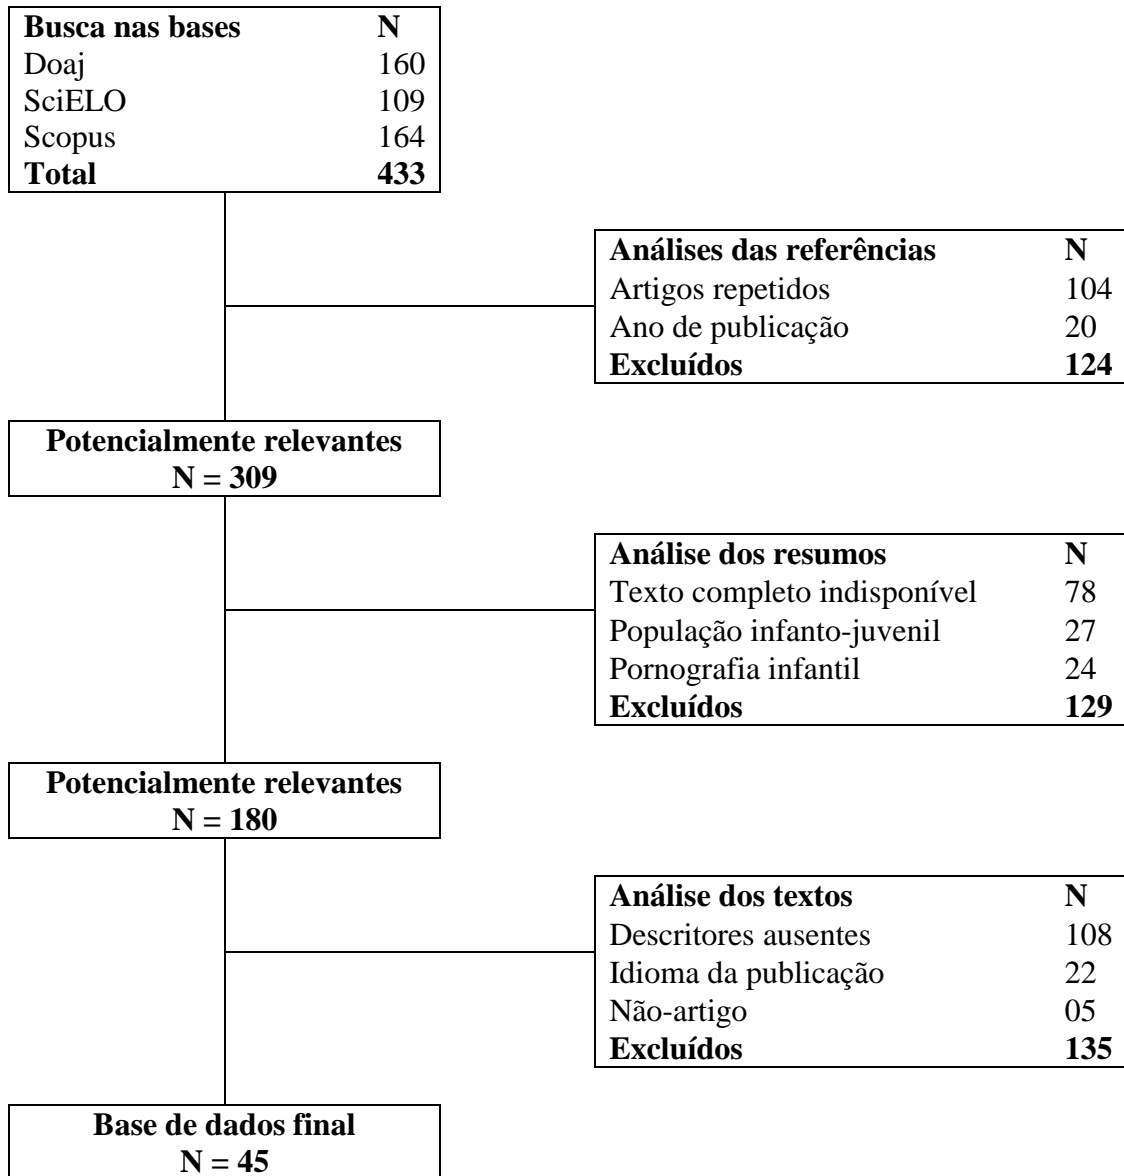 Busca nas bases N
Doaj 160
SciELO 109
Scopus 164
Total 433
Análises das referências N
Artigos repetidos 104
Ano de publicação 20
Excluídos 124
Potencialmente relevantes
N = 309
Análise dos resumos N
Texto completo indisponível 78
População infanto-juvenil 27
Pornografia infantil 24
Excluídos 129
Potencialmente relevantes
N = 180
Análise dos textos N
Descritores ausentes 108
Idioma da publicação 22
Não-artigo 05
Excluídos 135
Base de dados final
N = 45